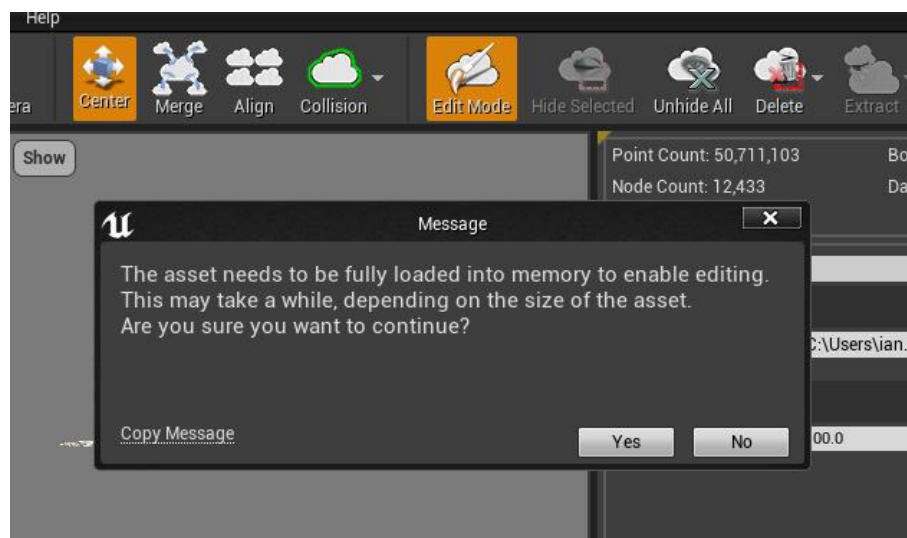 Help
era
Center
Merge
Align
Collision
Edit Mode
Hide Selected
Unhide All
Delete
Extract
Show
Point Count: 50,711,103
Bo
Node Count: 12,433
Da
Message
The asset needs to be fully loaded into memory to enable editing.
This may take a while, depending on the size of the asset.
Are you sure you want to continue?
C:\Users\ian.
Copy Message
Yes
No
00.0